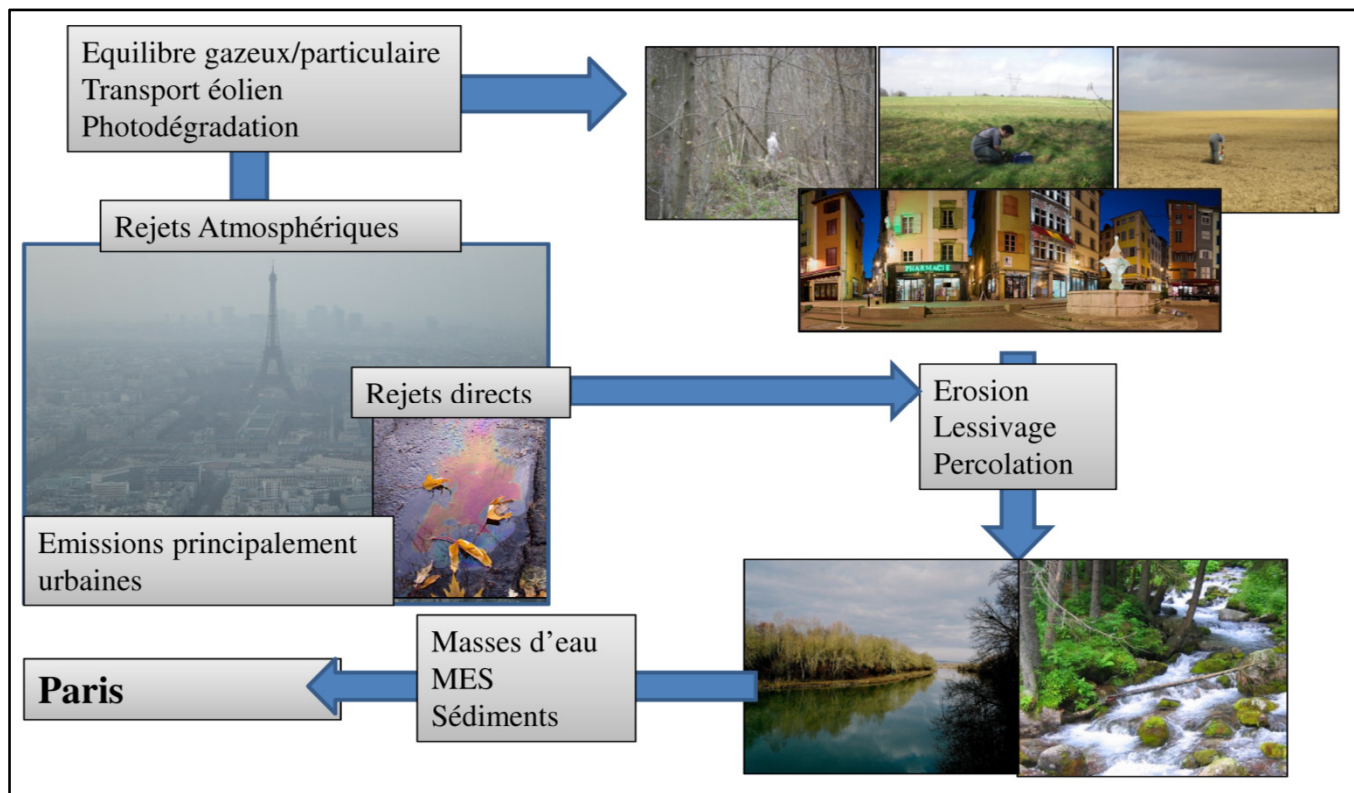 Equilibre gazeux/particulaire
Transport éolien
Photodégradation
Rejets Atmosphériques
PHARMACIE
Rejets directs
Erosion
Lessivage
Percolation
Emissions principalement
urbaines
Masses d’eau
MES
Sédiments
Paris